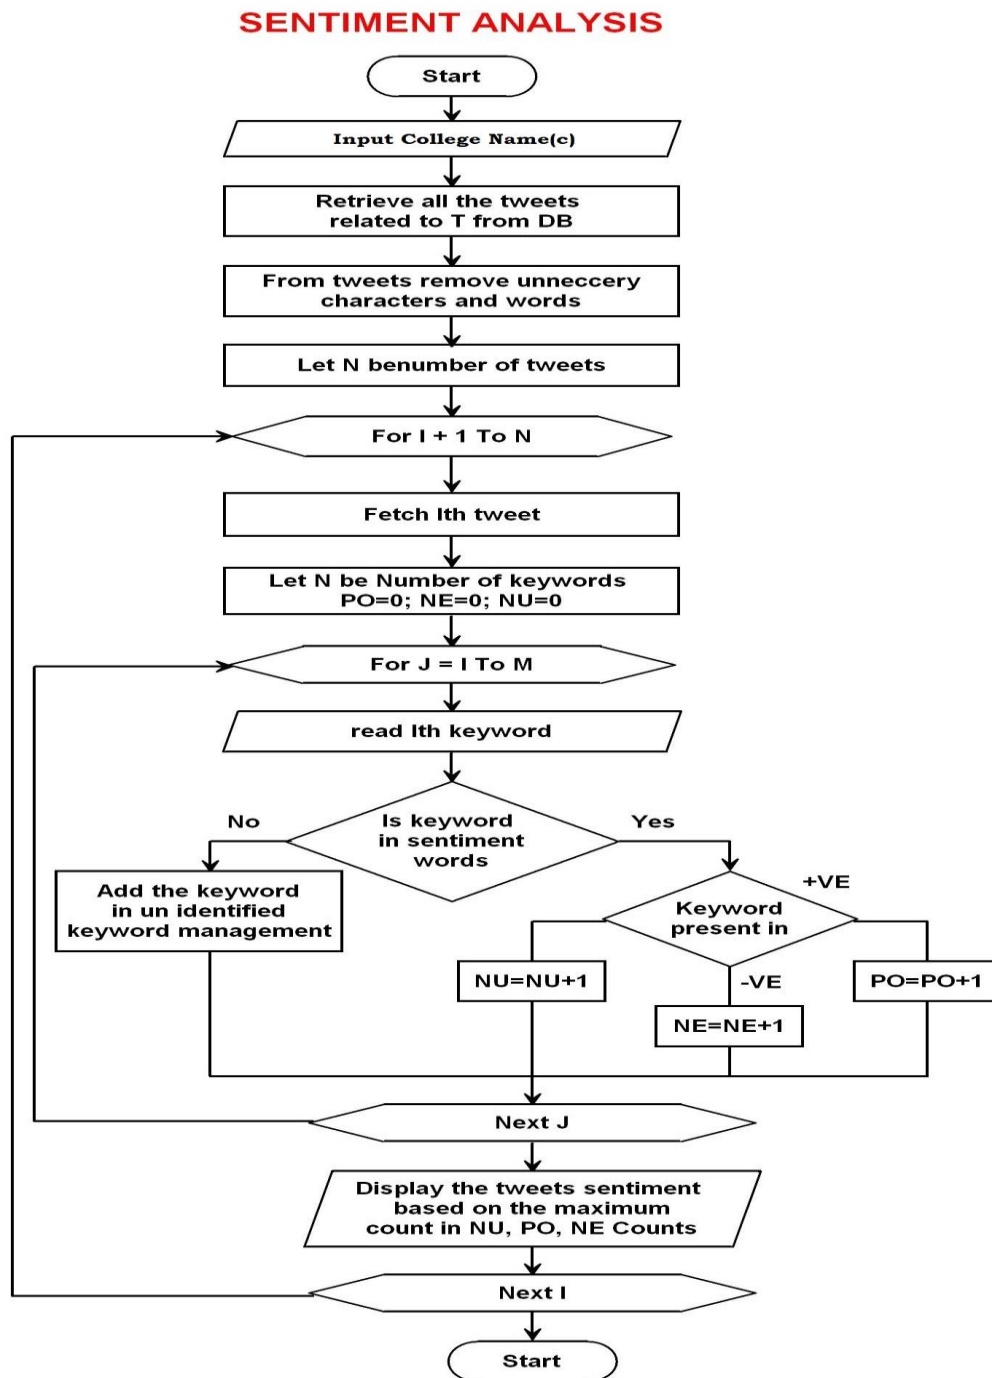 SENTIMENT ANALYSIS
Start
Input College Name(c)
Retrieve all the tweets
related to T from DB
From tweets remove unneccery
characters and words
Let N benumber of tweets
For I + 1 To N
Fetch Ith tweet
Let N be Number of keywords
PO=0; NE=0; NU=0
For J = I To M
read Ith keyword
Is keyword
in sentiment
words
No
Yes
Add the keyword
in un identified
keyword management
+VE
Keyword
present in
NU=NU+1
-VE
PO=PO+1
NE=NE+1
Next J
Display the tweets sentiment
based on the maximum
count in NU, PO, NE Counts
Next I
Start